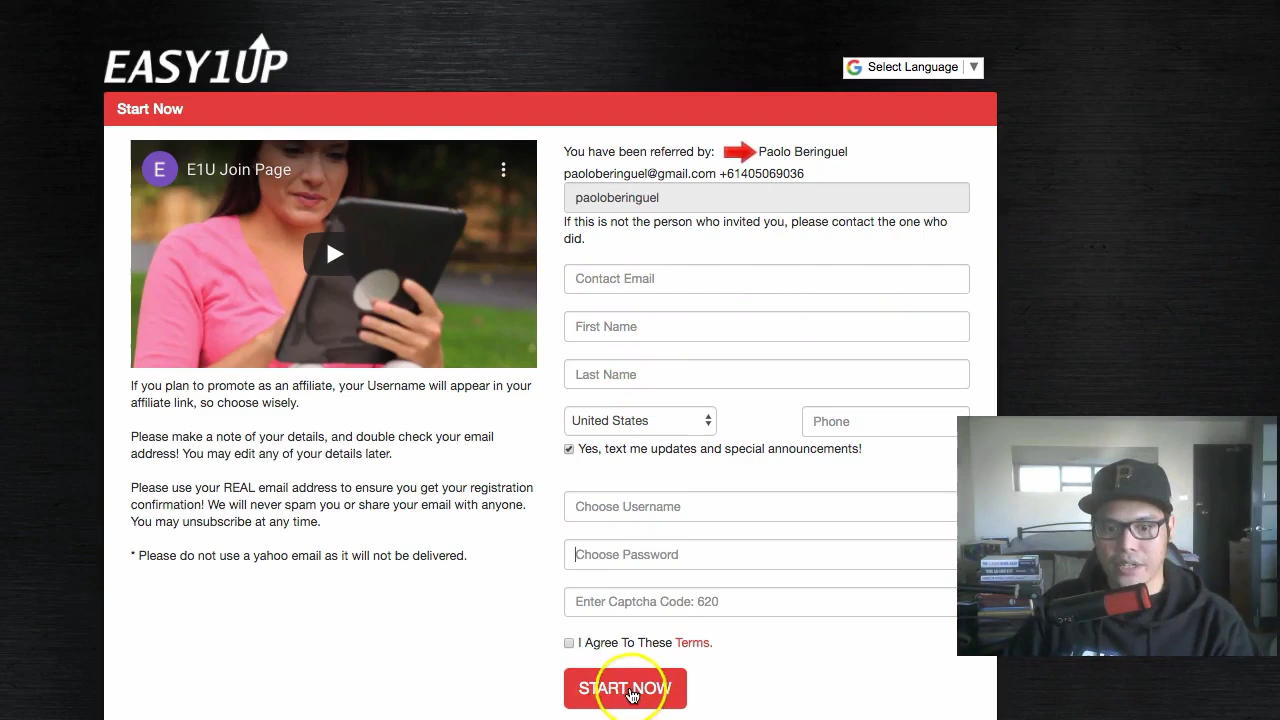 EASY1UP
Select Language ▼
Start Now
E
E1U Join Page
If you plan to promote as an affiliate, your Username will appear in your
affiliate link, so choose wisely.
Please make a note of your details, and double check your email
address! You may edit any of your details later.
Please use your REAL email address to ensure you get your registration
confirmation! We will never spam you or share your email with anyone.
You may unsubscribe at any time.
* Please do not use a yahoo email as it will not be delivered.
You have been referred by: Paolo Beringuel
paoloberinguel@gmail.com +61405069036
paoloberinguel
If this is not the person who invited you, please contact the one who
did.
Contact Email
First Name
Last Name
United States
Phone
Yes, text me updates and special announcements!
Choose Username
Choose Password
Enter Captcha Code: 620
I Agree To These Terms.
START NOW
P